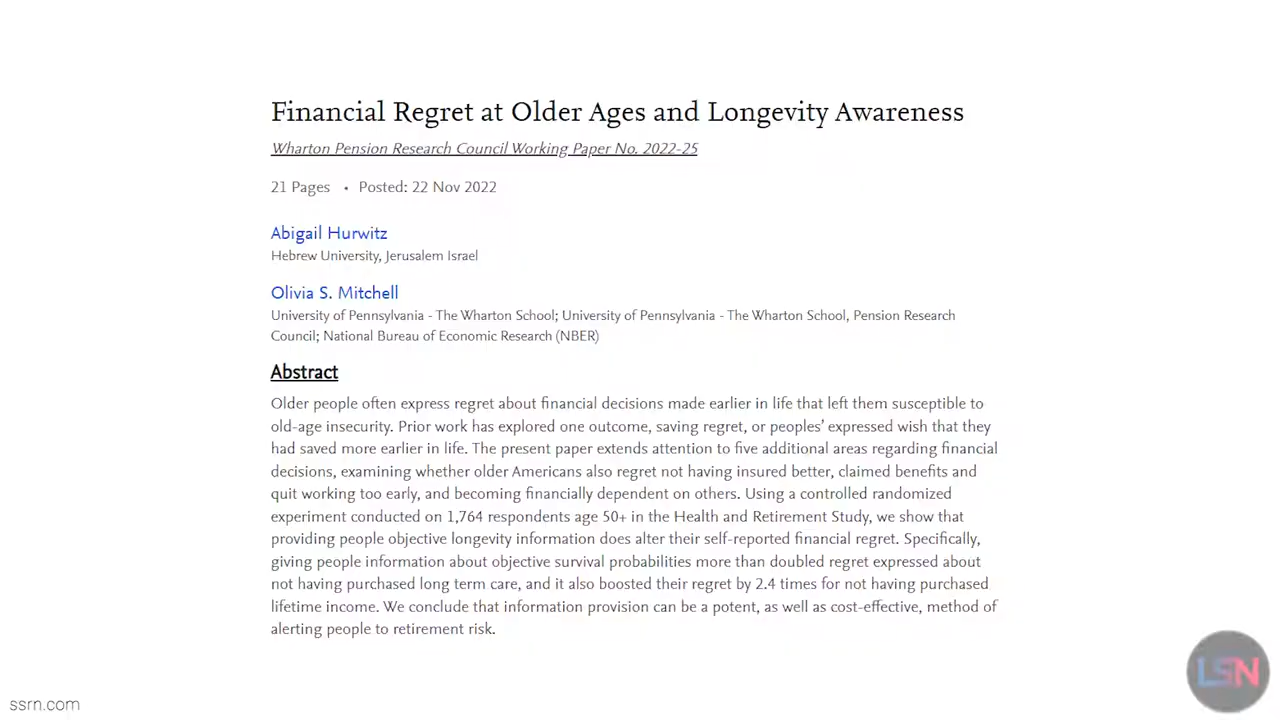 Financial Regret at Older Ages and Longevity Awareness
Wharton Pension Research Council Working Paper No. 2022-25
21 Pages • Posted: 22 Nov 2022
Abigail Hurwitz
Hebrew University, Jerusalem Israel
Olivia S. Mitchell
University of Pennsylvania - The Wharton School; University of Pennsylvania - The Wharton School, Pension Research
Council; National Bureau of Economic Research (NBER)
Abstract
Older people often express regret about financial decisions made earlier in life that left them susceptible to
old-age insecurity. Prior work has explored one outcome, saving regret, or peoples’ expressed wish that they
had saved more earlier in life. The present paper extends attention to five additional areas regarding financial
decisions, examining whether older Americans also regret not having insured better, claimed benefits and
quit working too early, and becoming financially dependent on others. Using a controlled randomized
experiment conducted on 1,764 respondents age 50+ in the Health and Retirement Study, we show that
providing people objective longevity information does alter their self-reported financial regret. Specifically,
giving people information about objective survival probabilities more than doubled regret expressed about
not having purchased long term care, and it also boosted their regret by 2.4 times for not having purchased
lifetime income. We conclude that information provision can be a potent, as well as cost-effective, method of
alerting people to retirement risk.
LSN
ssrn.com